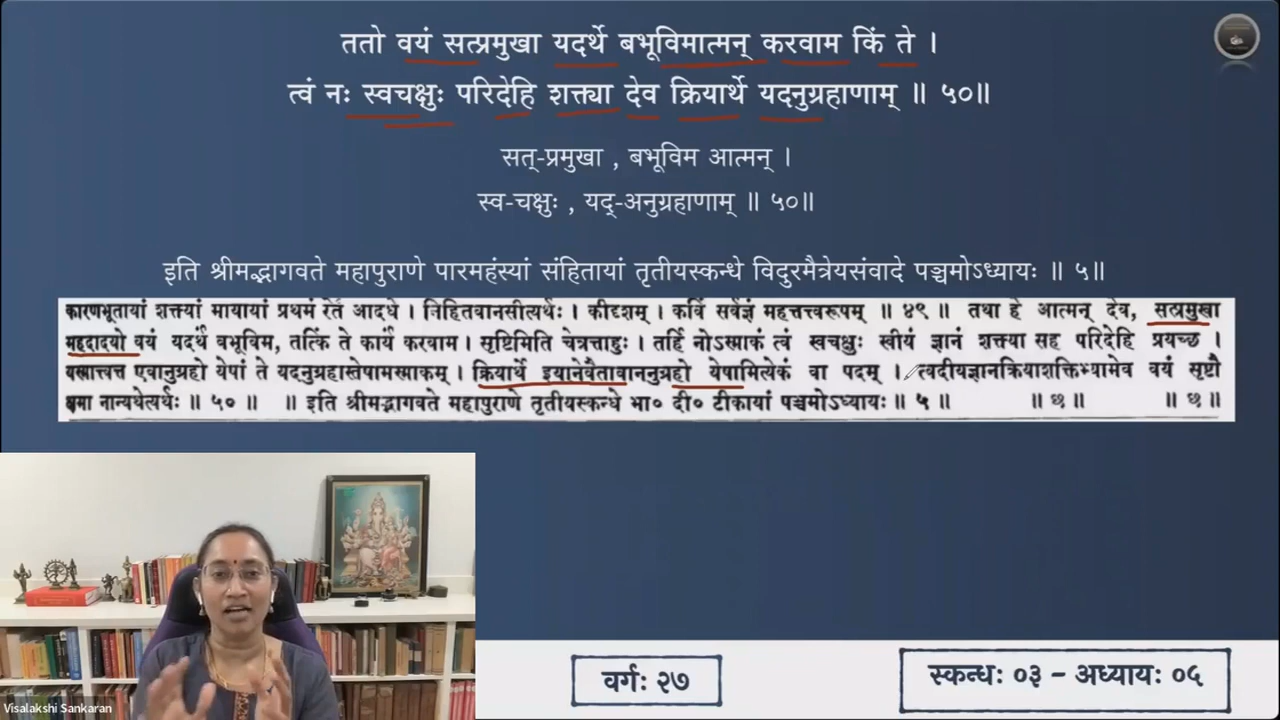 ततो वयं सत्प्रमुखा यदर्थे बभूविमात्मन् करवाम किं ते ।
त्वं नः स्वचक्षुः परिदेहि शक्त्या देव क्रियार्थे यदनुग्रहाणाम् ॥ ५०॥
सत्-प्रमुखा , बभूविम आत्मन् ।
स्व-चक्षुः , यद्-अनुग्रहाणाम् ॥ ५०॥
इति श्रीमद्भागवते महापुराणे पारमहंस्यां संहितायां तृतीयस्कन्धे विदुरमैत्रेयसंवादे पञ्चमोऽध्यायः ॥ ५॥
कारणभूतायां शक्त्यां मायायां प्रथमं रेत आदधे । निहितवानसीत्यर्थः । कीदृशम् । कविं सर्वज्ञं महत्तत्त्वरूपम् ॥ ४९ ॥ तथा हे आत्मन् देव, सत्प्रमुखा
महदादयो वयं यदर्थं बभूविम, तत्किं ते कार्यं करवाम । सृष्टिमिति चेत्तत्राहुः । तर्हि नोऽस्माकं त्वं स्वचक्षुः स्वीयं ज्ञानं शक्त्या सह परिदेहि प्रयच्छ ।
एवानुग्रहो येषां ते यदनुग्रहास्तेषामस्माकम् । क्रियार्थे इयानेवैतावाननुग्रहो येषामित्येकं वा पदम् । त्वदीयज्ञानक्रियाशक्तिभ्यामेव वयं सृष्टौ
क्षमा नान्यथेत्यर्थः ॥ ५० ॥ ॥ इति श्रीमद्भागवते महापुराणे तृतीयस्कन्धे भा० दी० टीकायां पञ्चमोऽध्यायः ॥ ५ ॥ ॥ छ ॥ ॥ छ ॥
वर्गः २७
स्कन्धः ०३ – अध्यायः ०५
Visalakshi Sankaran